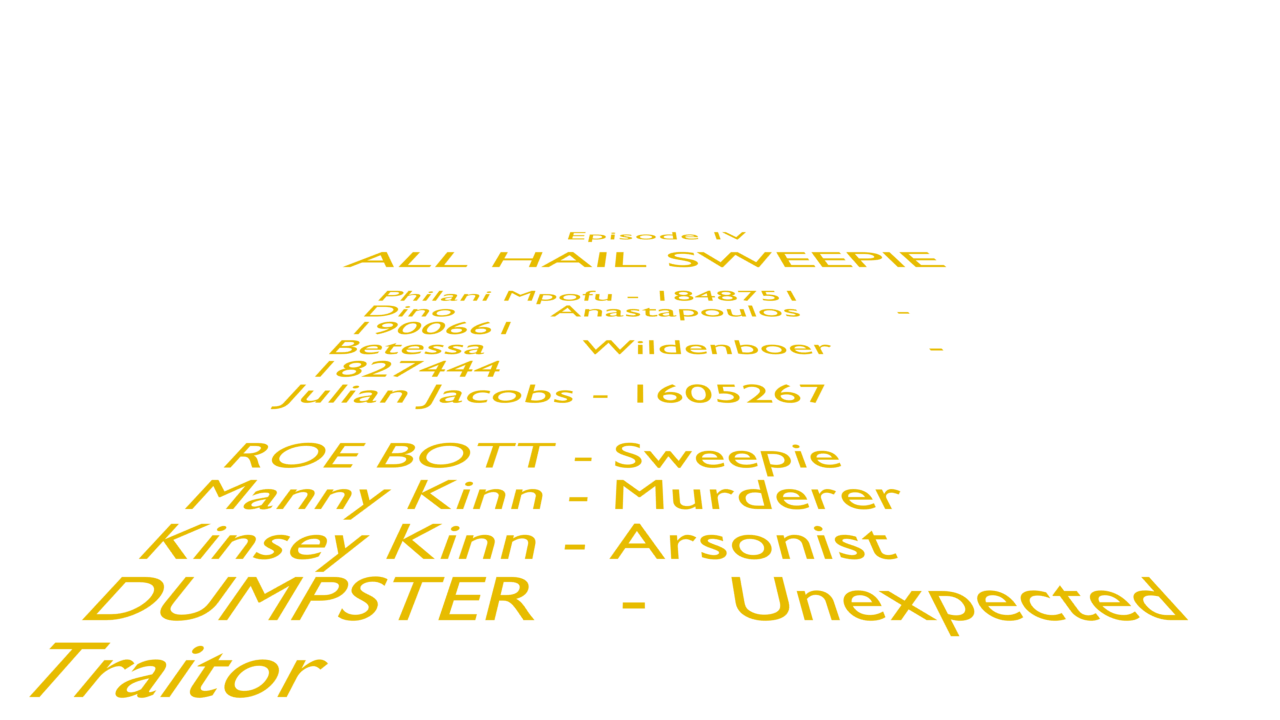 Episode IV
ALL HAIL SWEEPIE
Philani Mpofu - 1848751
Dino Anastapoulos -
1900661
Betessa Wildenboer -
1827444
Julian Jacobs - 1605267
ROE BOTT - Sweepie
Manny Kinn - Murderer
Kinsey Kinn - Arsonist
DUMPSTER - Unexpected
Traitor